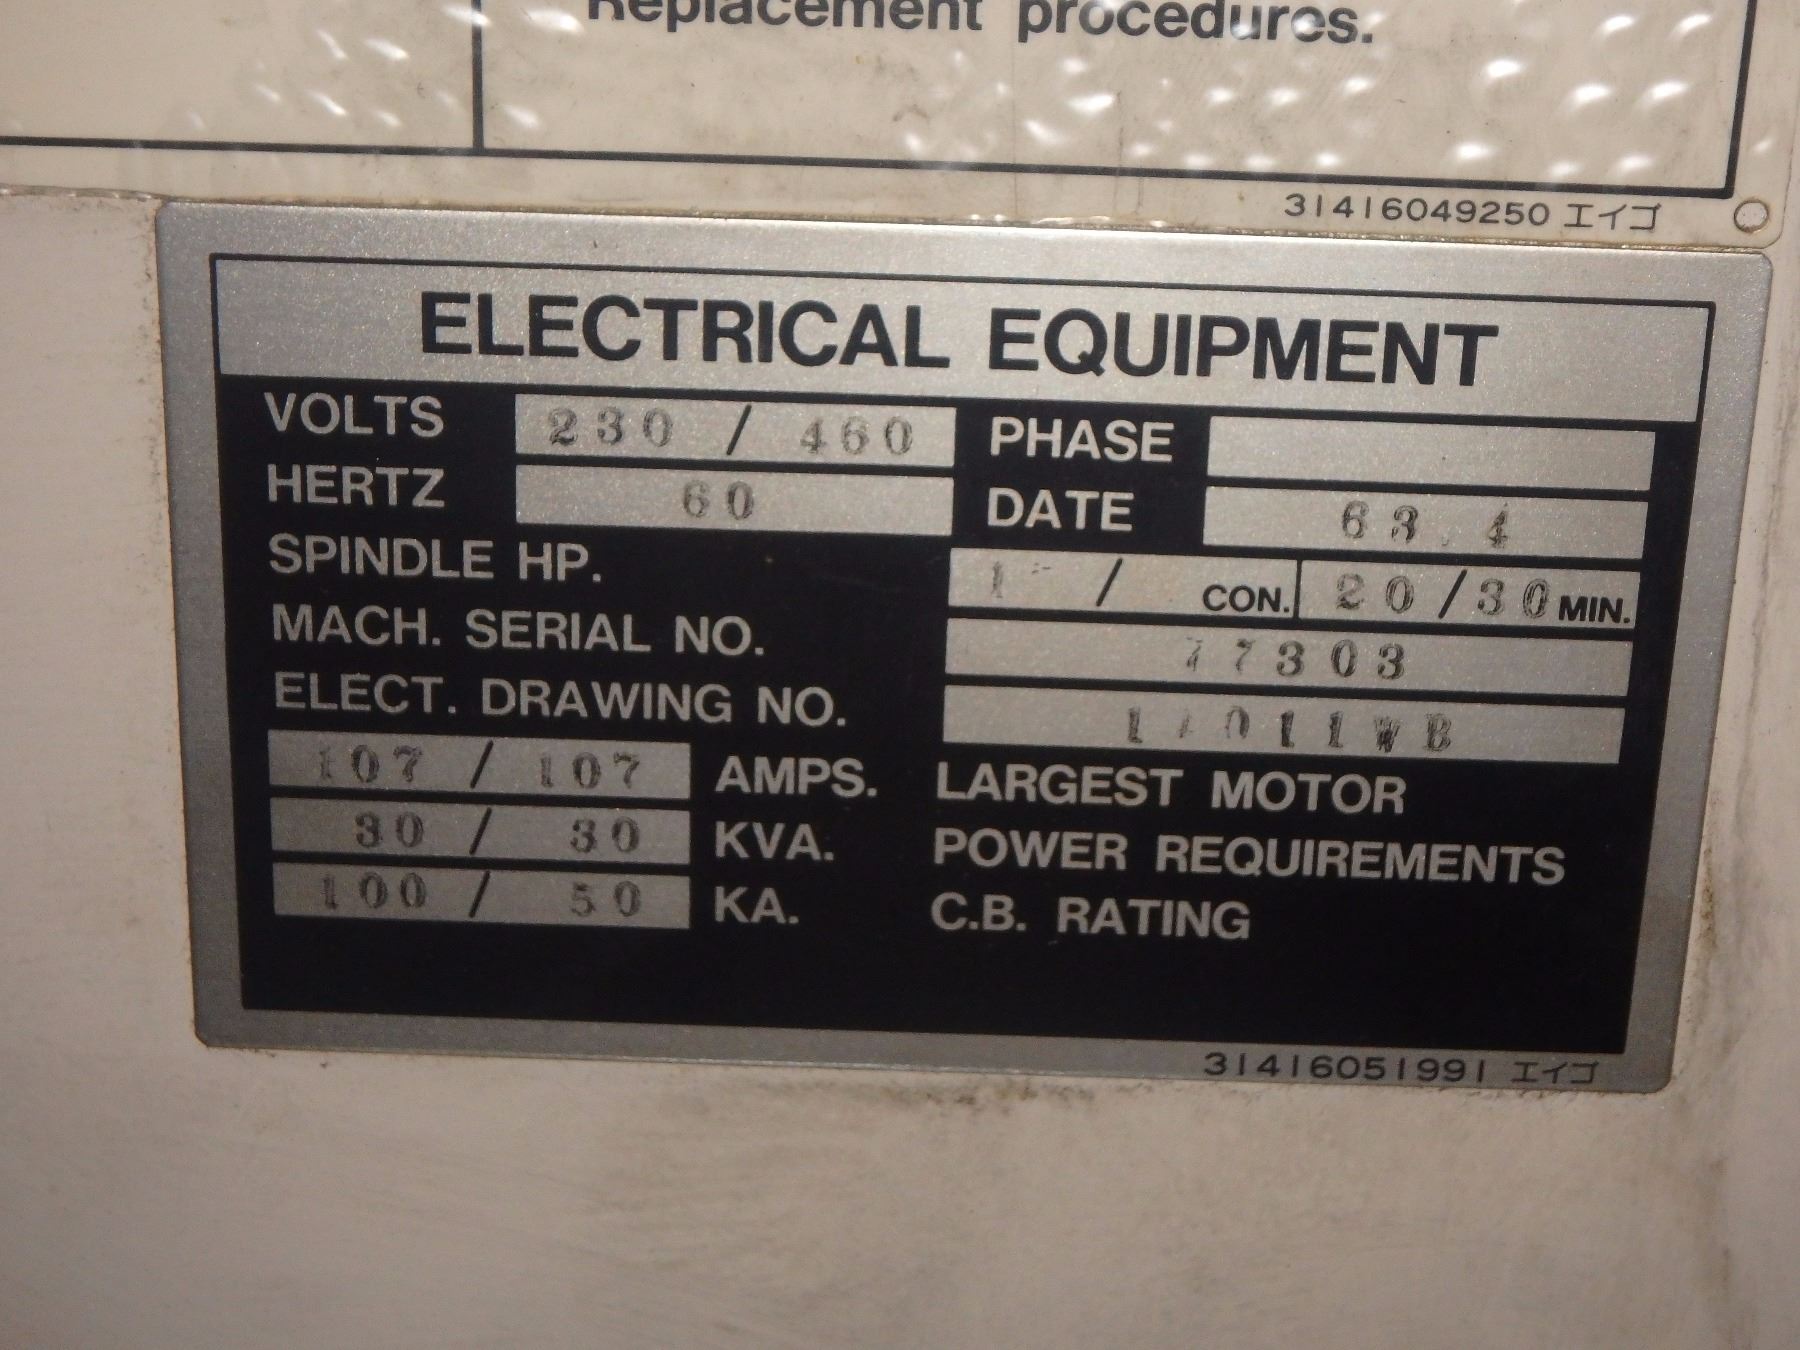 Replacement procedures.
31416049250 エイゴ
ELECTRICAL EQUIPMENT
VOLTS 230 / 460 PHASE
HERTZ 60 DATE 63.4
SPINDLE HP. / CON. 20/30 MIN.
MACH. SERIAL NO. 77303
ELECT. DRAWING NO.
107 / 107 AMPS. LARGEST MOTOR
30 / 30 KVA. POWER REQUIREMENTS
100 / 50 KA. C.B. RATING
31416051991 エイゴ